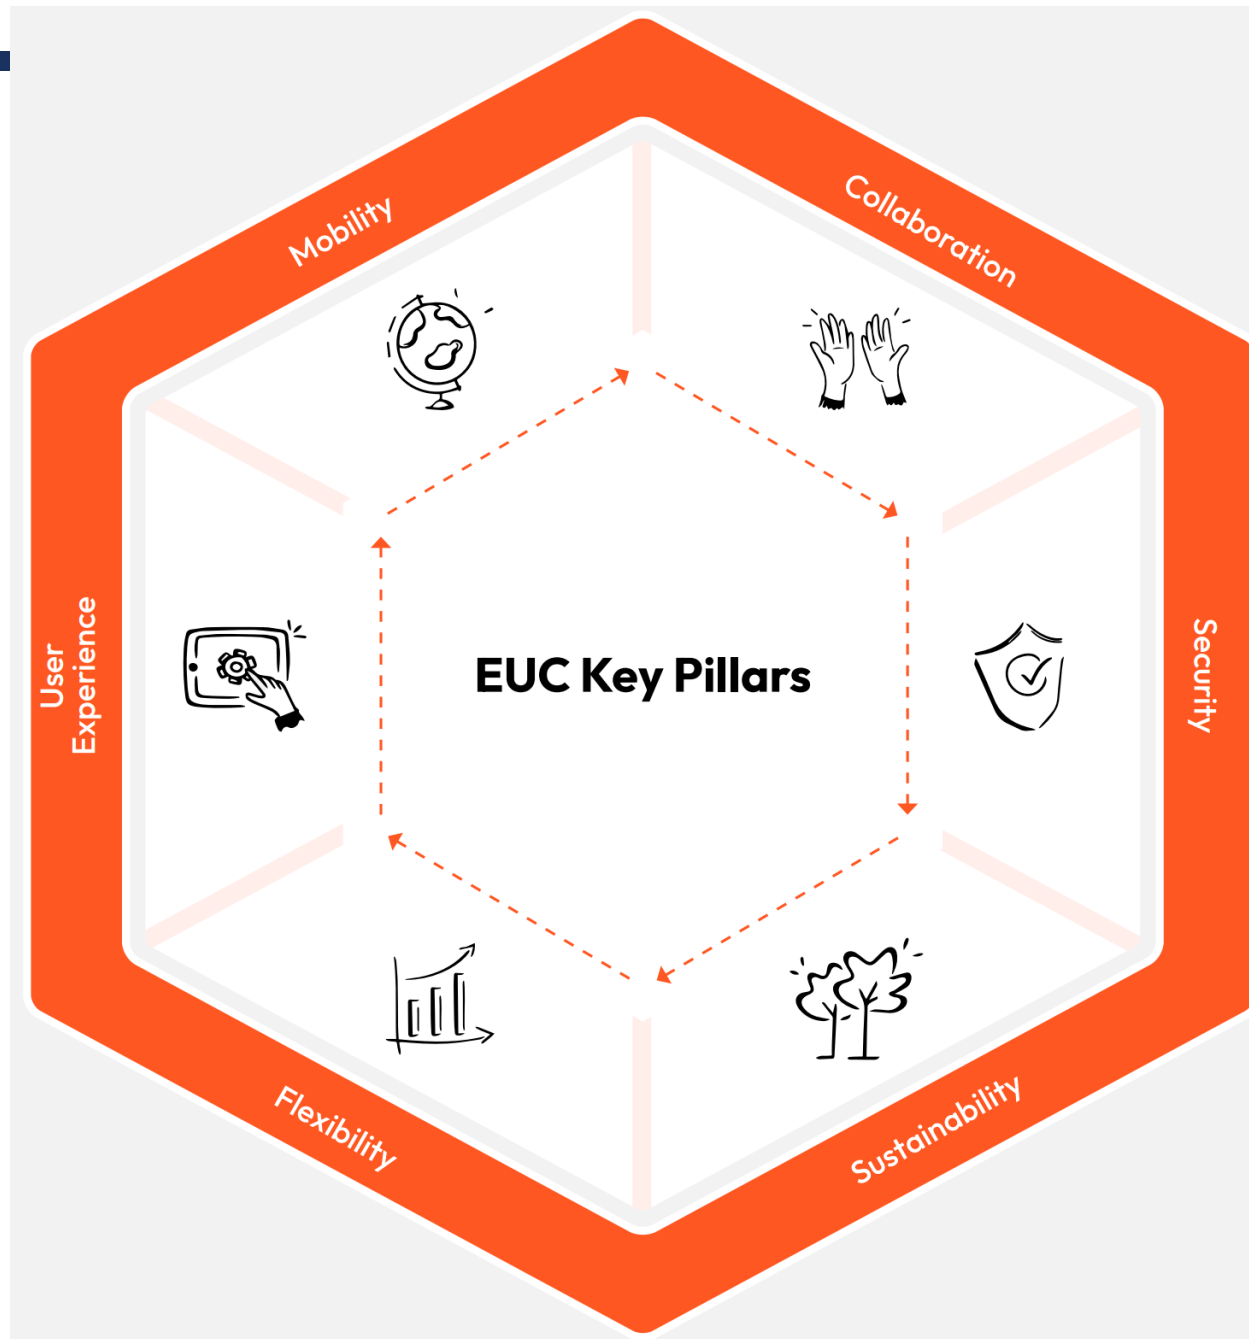 Mobility
Collaboration
User
Experience
EUC Key Pillars
Security
Flexibility
Sustainability